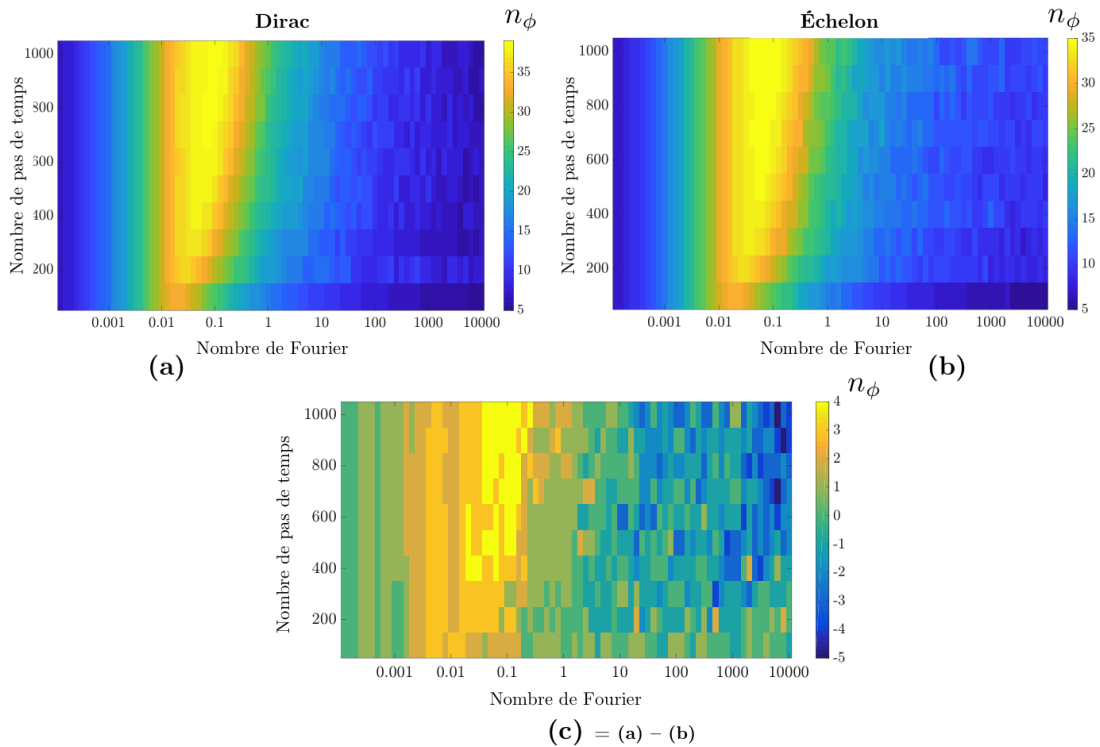 Dirac
n_ϕ
Nombre de pas de temps
1000
800
600
400
200
35
30
25
20
15
10
5
0.001 0.01 0.1 1 10 100 1000 10000
Nombre de Fourier
(a)
Échelon
n_ϕ
Nombre de pas de temps
1000
800
600
400
200
35
30
25
20
15
10
5
0.001 0.01 0.1 1 10 100 1000 10000
Nombre de Fourier
(b)
n_ϕ
Nombre de pas de temps
1000
800
600
400
200
4
3
2
1
0
-1
-2
-3
-4
-5
0.001 0.01 0.1 1 10 100 1000 10000
Nombre de Fourier
(c) = (a) – (b)